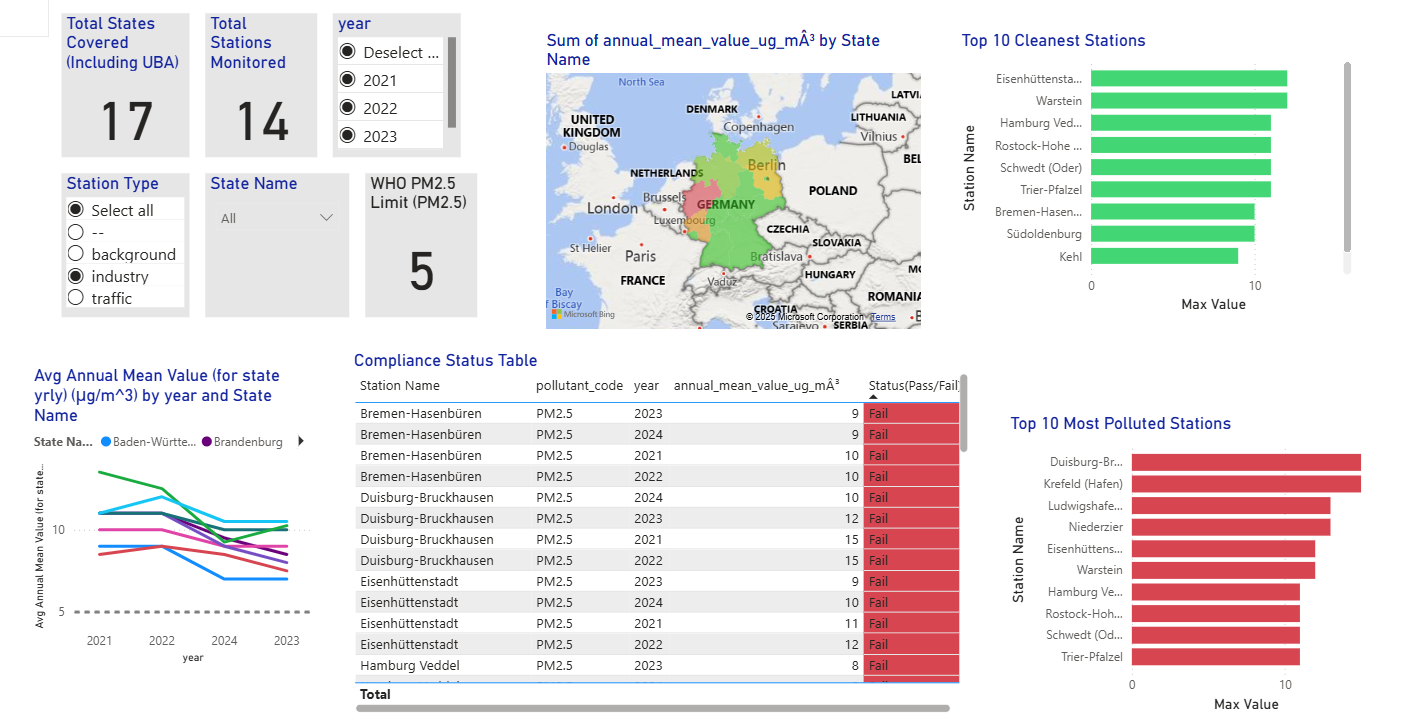 Total States
Covered
(Including UBA)
17
Total
Stations
Monitored
14
year
Deselect ...
2021
2022
2023
Station Type
Select all
--
background
industry
traffic
State Name
All
WHO PM2.5
Limit (PM2.5)
5
Sum of annual_mean_value_ug_mÂ³ by State
Name
North Sea
DENMARK
Copenhagen
LATVI
LITHUANIA
Vilnius
UNITED
KINGDOM
Douglas
BEL
Berlin
NETHERLANDS
POLAND
London
Brussels
GERMANY
Luxembourg
CZECHIA
St Helier
Paris
SLOVAKIA
Bratislava
FRANCE
Vaduz
HUNGARY
MO
Bay
f Biscay
ROMANIA
CROATIA
Microsoft Bing
© 2025 Microsoft Corporation Terms
Sarajevo
SERBIA
Top 10 Cleanest Stations
Station Name
Eisenhüttensta...
Warstein
Hamburg Ved...
Rostock-Hohe ...
Schwedt (Oder)
Trier-Pfalzel
Bremen-Hasen...
Südoldenburg
Kehl
0 10
Max Value
Avg Annual Mean Value (for state
yrly) (µg/m^3) by year and State
Name
State Na... Baden-Württe... Brandenburg
Avg Annual Mean Value (for state...
10
5
2021 2022 2024 2023
year
Compliance Status Table
Station Name pollutant_code year annual_mean_value_ug_mÂ³ Status(Pass/Fail)
Bremen-Hasenbüren PM2.5 2023 9 Fail
Bremen-Hasenbüren PM2.5 2024 9 Fail
Bremen-Hasenbüren PM2.5 2021 10 Fail
Bremen-Hasenbüren PM2.5 2022 10 Fail
Duisburg-Bruckhausen PM2.5 2024 10 Fail
Duisburg-Bruckhausen PM2.5 2023 12 Fail
Duisburg-Bruckhausen PM2.5 2021 15 Fail
Duisburg-Bruckhausen PM2.5 2022 15 Fail
Eisenhüttenstadt PM2.5 2023 9 Fail
Eisenhüttenstadt PM2.5 2024 10 Fail
Eisenhüttenstadt PM2.5 2021 11 Fail
Eisenhüttenstadt PM2.5 2022 12 Fail
Hamburg Veddel PM2.5 2023 8 Fail
Total
Top 10 Most Polluted Stations
Station Name
Duisburg-Br...
Krefeld (Hafen)
Ludwigshafe...
Niederzier
Eisenhüttens...
Warstein
Hamburg Ve...
Rostock-Hoh...
Schwedt (Od...
Trier-Pfalzel
0 10
Max Value